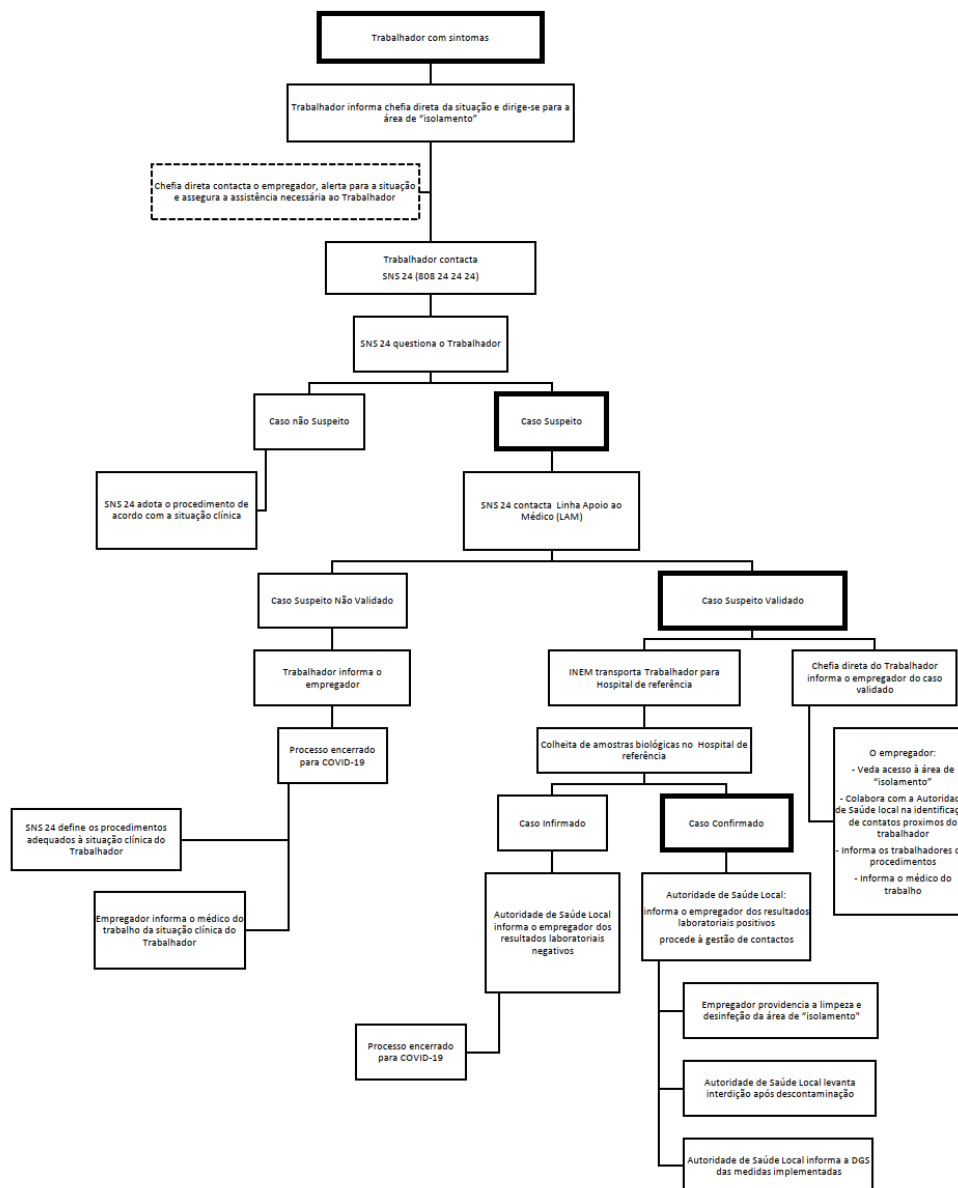 Trabalhador com sintomas
Trabalhador informa chefia direta da situação e dirige-se para a
área de “isolamento”
Chefia direta contacta o empregador, alerta para a situação
e assegura a assistência necessária ao Trabalhador
Trabalhador contacta
SNS 24 (808 24 24 24)
SNS 24 questiona o Trabalhador
Caso não Suspeito
Caso Suspeito
SNS 24 adota o procedimento de
acordo com a situação clínica
SNS 24 contacta Linha Apoio ao
Médico (LAM)
Caso Suspeito Não Validado
Caso Suspeito Validado
Trabalhador informa o
empregador
INEM transporta Trabalhador para
Hospital de referência
Chefia direta do Trabalhador
informa o empregador do caso
validado
Processo encerrado
para COVID-19
Colheita de amostras biológicas no Hospital de
referência
O empregador:
- Veda acesso à área de
“isolamento”
- Colabora com a
de Saúde local na
de contatos proximos do
trabalhador
- Informa os trabalhadores
procedimentos
- Informa o médico do
trabalho
SNS 24 define os procedimentos
adequados à situação clínica do
Trabalhador
Caso Infirmado
Caso Confirmado
Empregador informa o médico do
trabalho da situação clínica do
Trabalhador
Autoridade de Saúde Local
informa o empregador dos
resultados laboratoriais
negativos
Autoridade de Saúde Local:
informa o empregador dos resultados
laboratoriais positivos
procede à gestão de contactos
Processo encerrado
para COVID-19
Empregador providencia a limpeza e
desinfeção da área de “isolamento"
Autoridade de Saúde Local levanta
interdição após descontaminação
Autoridade de Saúde Local informa a DGS
das medidas implementadas